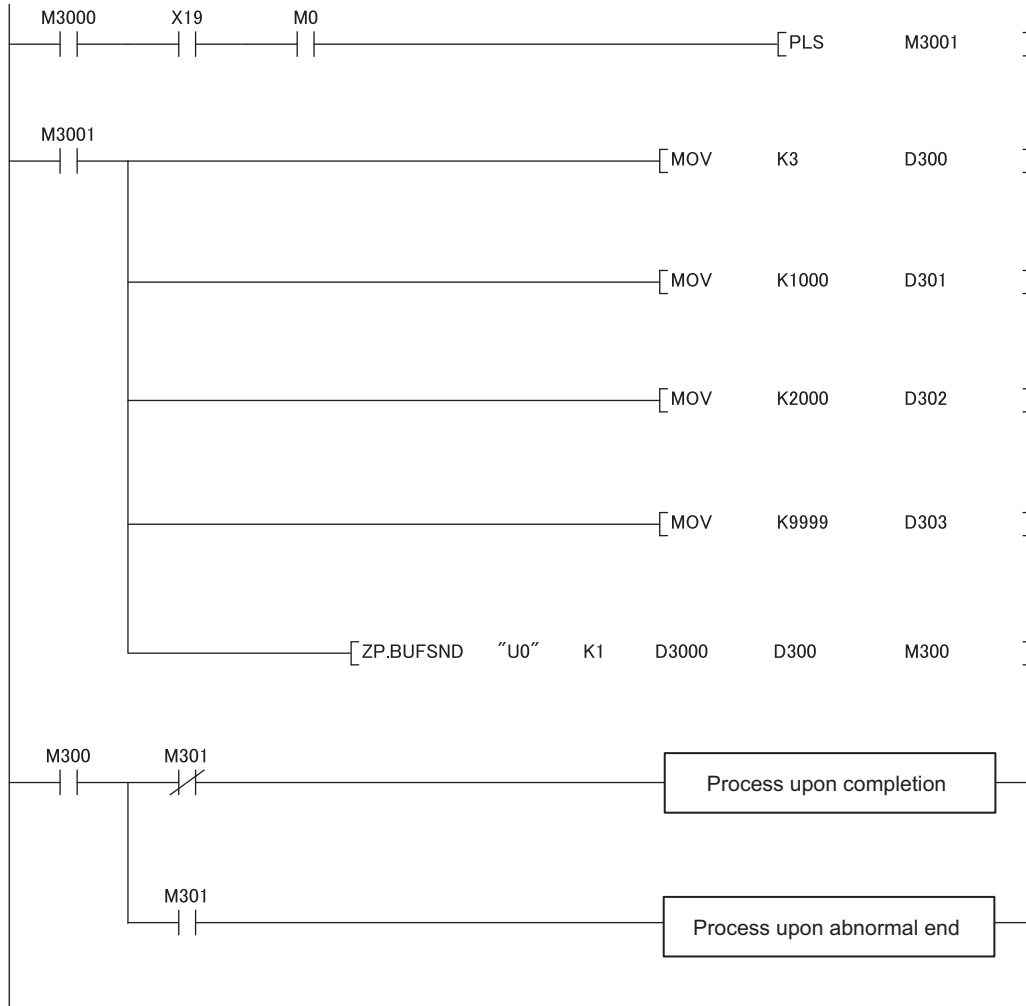 M3000 X19 M0
PLS M3001
M3001
MOV K3 D300
MOV K1000 D301
MOV K2000 D302
MOV K9999 D303
ZP.BUFSND "U0" K1 D3000 D300 M300
M300 M301
Process upon completion
M301
Process upon abnormal end